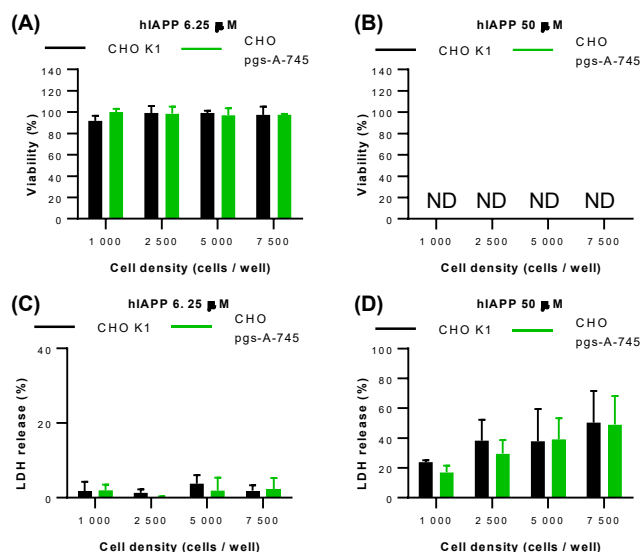 (A)
hIAPP 6.25 µM
CHO K1
CHO
pgs-A-745
Viability (%)
140
120
100
80
60
40
20
0
1 000
2 500
5 000
7 500
Cell density (cells / well)
(B)
hIAPP 50 µM
CHO K1
CHO
pgs-A-745
Viability (%)
140
120
100
80
60
40
20
0
ND ND ND ND
1 000
2 500
5 000
7 500
Cell density (cells / well)
(C)
hIAPP 6. 25 µM
CHO K1
CHO
pgs-A-745
LDH release (%)
40
20
0
1 000
2 500
5 000
7 500
Cell density (cells / well)
(D)
hIAPP 50 µM
CHO K1
CHO
pgs-A-745
LDH release (%)
100
80
60
40
20
0
1 000
2 500
5 000
7 500
Cell density (cells / well)